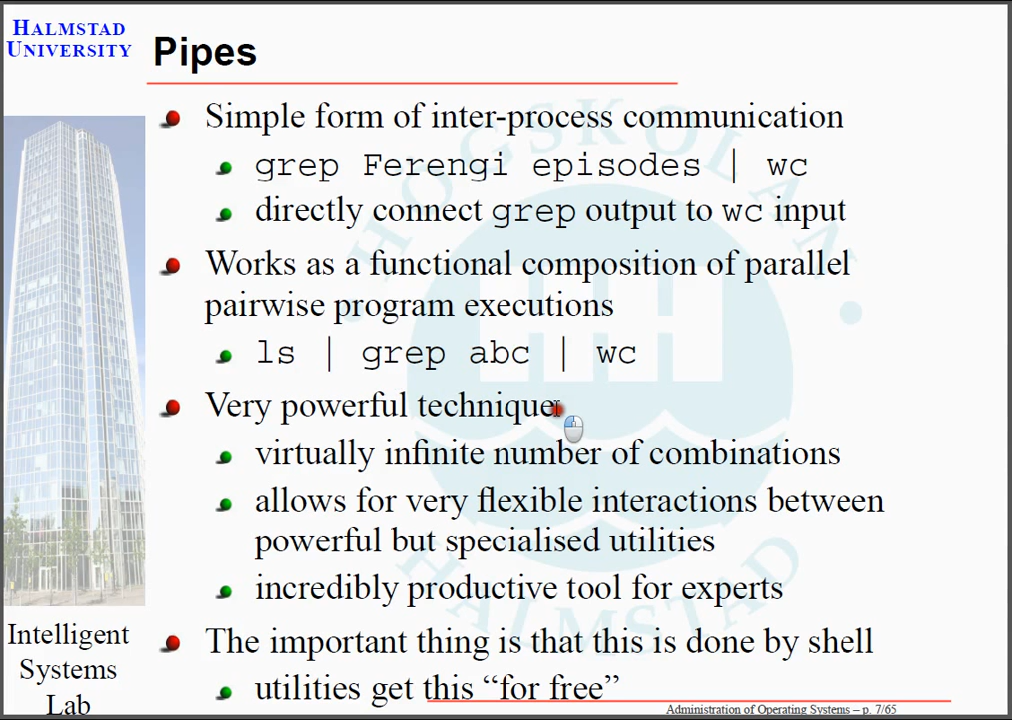 HALMSTAD
UNIVERSITY
Pipes
Simple form of inter-process communication
grep Ferengi episodes | wc
directly connect grep output to wc input
Works as a functional composition of parallel
pairwise program executions
ls | grep abc | wc
Very powerful technique
virtually infinite number of combinations
allows for very flexible interactions between
powerful but specialised utilities
incredibly productive tool for experts
The important thing is that this is done by shell
utilities get this “for free”
Intelligent
Systems
Lab
Administration of Operating Systems – p. 7/65
HÖGSKOLAN
HALMSTAD